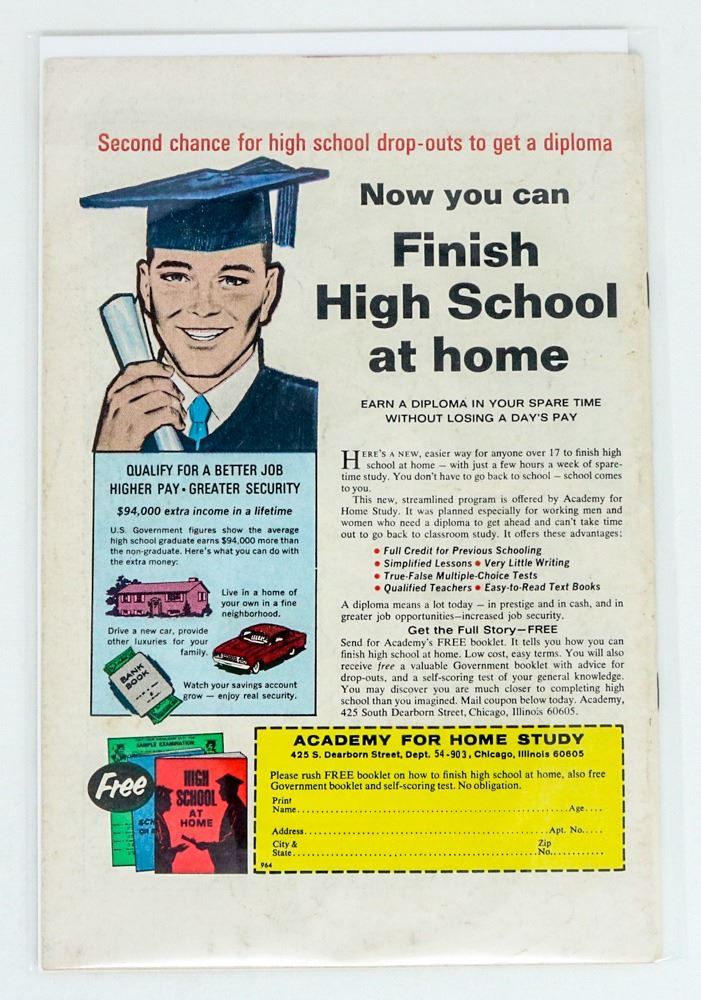 Second chance for high school drop-outs to get a diploma
Now you can
Finish
High School
at home
EARN A DIPLOMA IN YOUR SPARE TIME
WITHOUT LOSING A DAY'S PAY
QUALIFY FOR A BETTER JOB
HIGHER PAY • GREATER SECURITY
$94,000 extra income in a lifetime
U.S. Government figures show the average
high school graduate earns $94,000 more than
the non-graduate. Here's what you can do with
the extra money:
Live in a home of
your own in a fine
neighborhood.
Drive a new car, provide
other luxuries for your
family.
BANK
BOOK
Watch your savings account
grow — enjoy real security.
HERE'S A NEW, easier way for anyone over 17 to finish high
school at home — with just a few hours a week of spare-
time study. You don't have to go back to school — school comes
to you.
This new, streamlined program is offered by Academy for
Home Study. It was planned especially for working men and
women who need a diploma to get ahead and can't take time
out to go back to classroom study. It offers these advantages:
• Full Credit for Previous Schooling
• Simplified Lessons • Very Little Writing
• True-False Multiple-Choice Tests
• Qualified Teachers • Easy-to-Read Text Books
A diploma means a lot today — in prestige and in cash, and in
greater job opportunities—increased job security.
Get the Full Story—FREE
Send for Academy's FREE booklet. It tells you how you can
finish high school at home. Low cost, easy terms. You will also
receive free a valuable Government booklet with advice for
drop-outs, and a self-scoring test of your general knowledge.
You may discover you are much closer to completing high
school than you imagined. Mail coupon below today. Academy,
425 South Dearborn Street, Chicago, Illinois 60605.
Free
SAMPLE EXAMINATION
SCH
OR
HIGH
SCHOOL
AT
HOME
ACADEMY FOR HOME STUDY
425 S. Dearborn Street, Dept. 54-903, Chicago, Illinois 60605
Please rush FREE booklet on how to finish high school at home, also free
Government booklet and self-scoring test. No obligation.
Print
Name.......................................................Age....
Address..................................................Apt. No.....
City & Zip
State.....................................................No...........
964